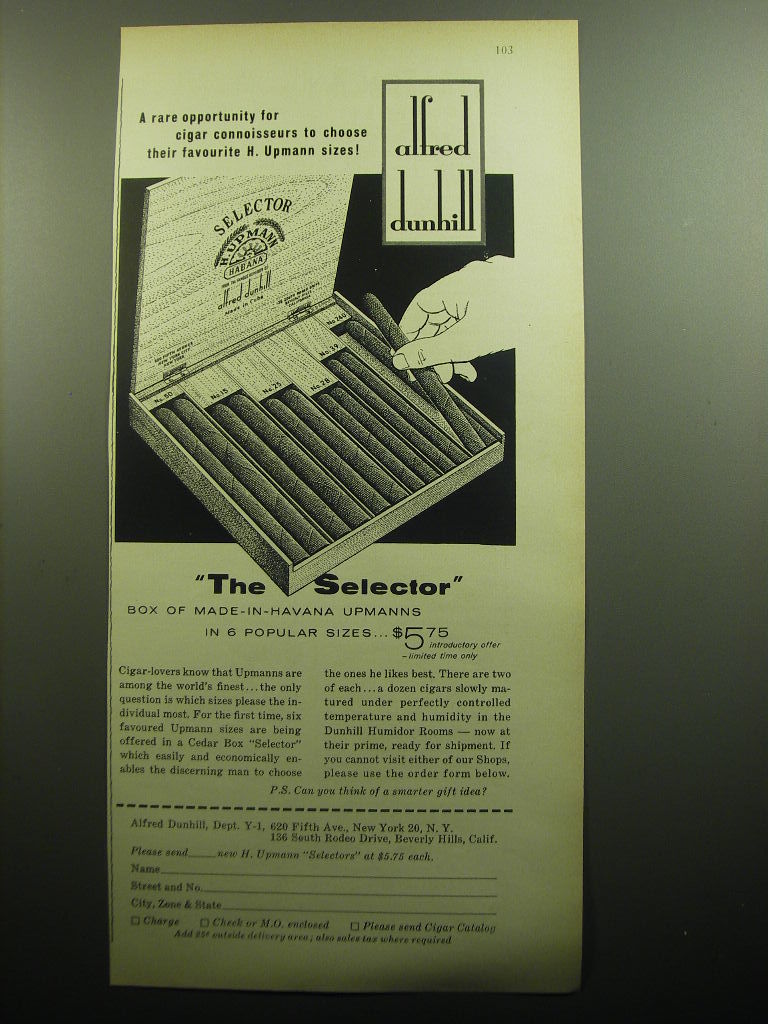 103
A rare opportunity for
cigar connoisseurs to choose
their favourite H. Upmann sizes!
alfred
dunhill
SELECTOR
H. UPMANN
HABANA
alfred dunhill
Made in Cuba
No. 50
No. 15
No. 25
No. 28
No. 39
No. 240
"The Selector"
BOX OF MADE-IN-HAVANA UPMANNS
IN 6 POPULAR SIZES... $5 75
introductory offer
– limited time only
Cigar-lovers know that Upmanns are
among the world's finest...the only
question is which sizes please the in-
dividual most. For the first time, six
favoured Upmann sizes are being
offered in a Cedar Box "Selector"
which easily and economically en-
ables the discerning man to choose
the ones he likes best. There are two
of each...a dozen cigars slowly ma-
tured under perfectly controlled
temperature and humidity in the
Dunhill Humidor Rooms — now at
their prime, ready for shipment. If
you cannot visit either of our Shops,
please use the order form below.
P.S. Can you think of a smarter gift idea?
Alfred Dunhill, Dept. Y-1, 620 Fifth Ave., New York 20, N. Y.
136 South Rodeo Drive, Beverly Hills, Calif.
Please send____new H. Upmann "Selectors" at $5.75 each.
Name
Street and No.
City, Zone & State
☐ Charge ☐ Check or M.O. enclosed ☐ Please send Cigar Catalog
Add 25¢ outside delivery area; also sales tax where required